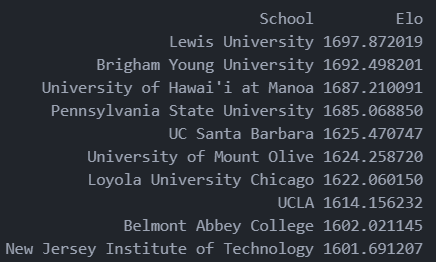 School Elo
Lewis University 1697.872019
Brigham Young University 1692.498201
University of Hawai'i at Manoa 1687.210091
Pennsylvania State University 1685.068850
UC Santa Barbara 1625.470747
University of Mount Olive 1624.258720
Loyola University Chicago 1622.060150
UCLA 1614.156232
Belmont Abbey College 1602.021145
New Jersey Institute of Technology 1601.691207